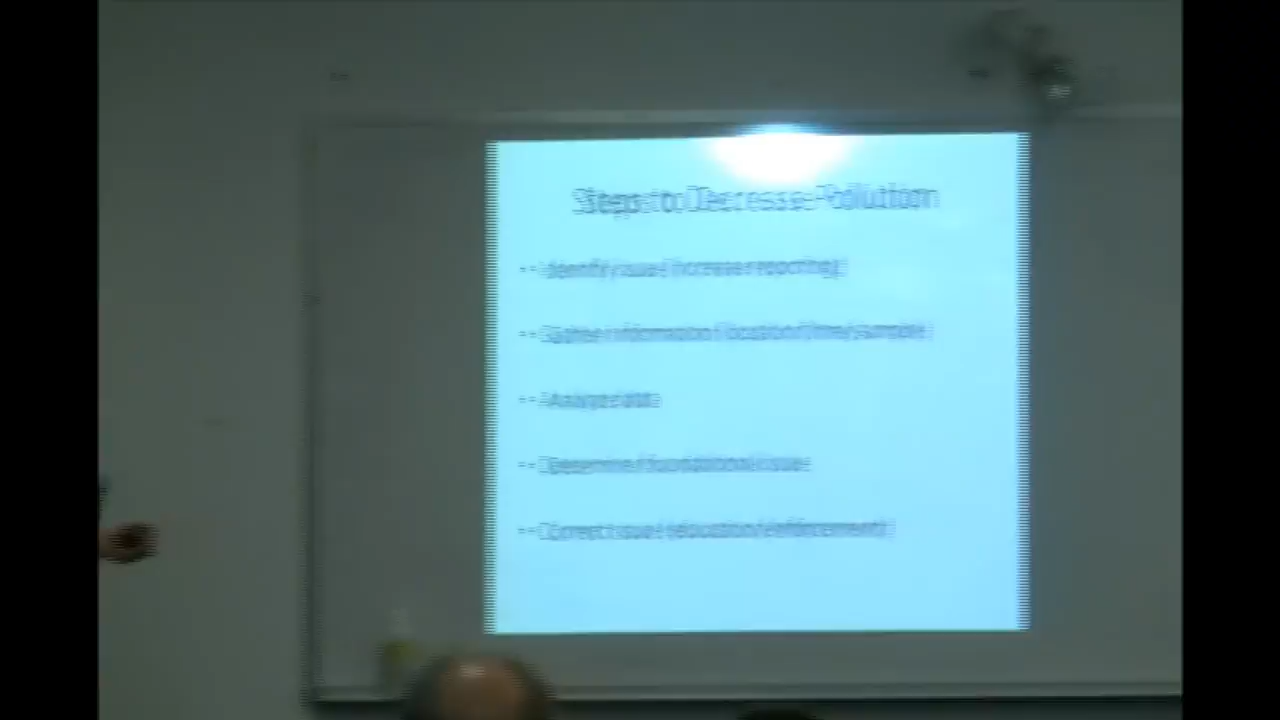 Steps to Decrease Pollution
- Identify issue (increase reporting)
- Gather information (location/time/sample)
- Analyze data
- Determine foundational issue
- Correct issue (education/enforcement)